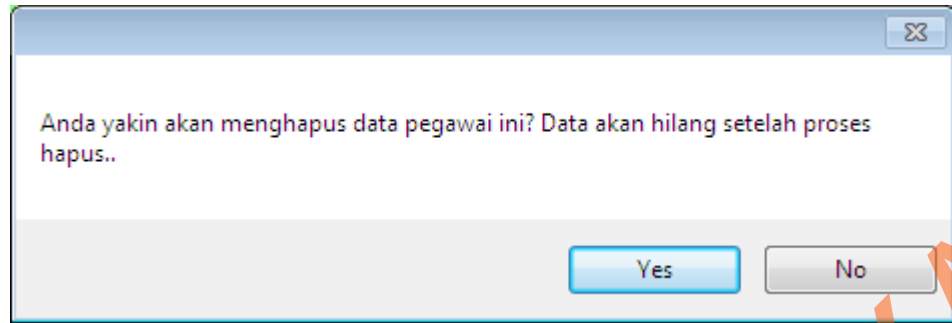 Anda yakin akan menghapus data pegawai ini? Data akan hilang setelah proses
hapus..
Yes No